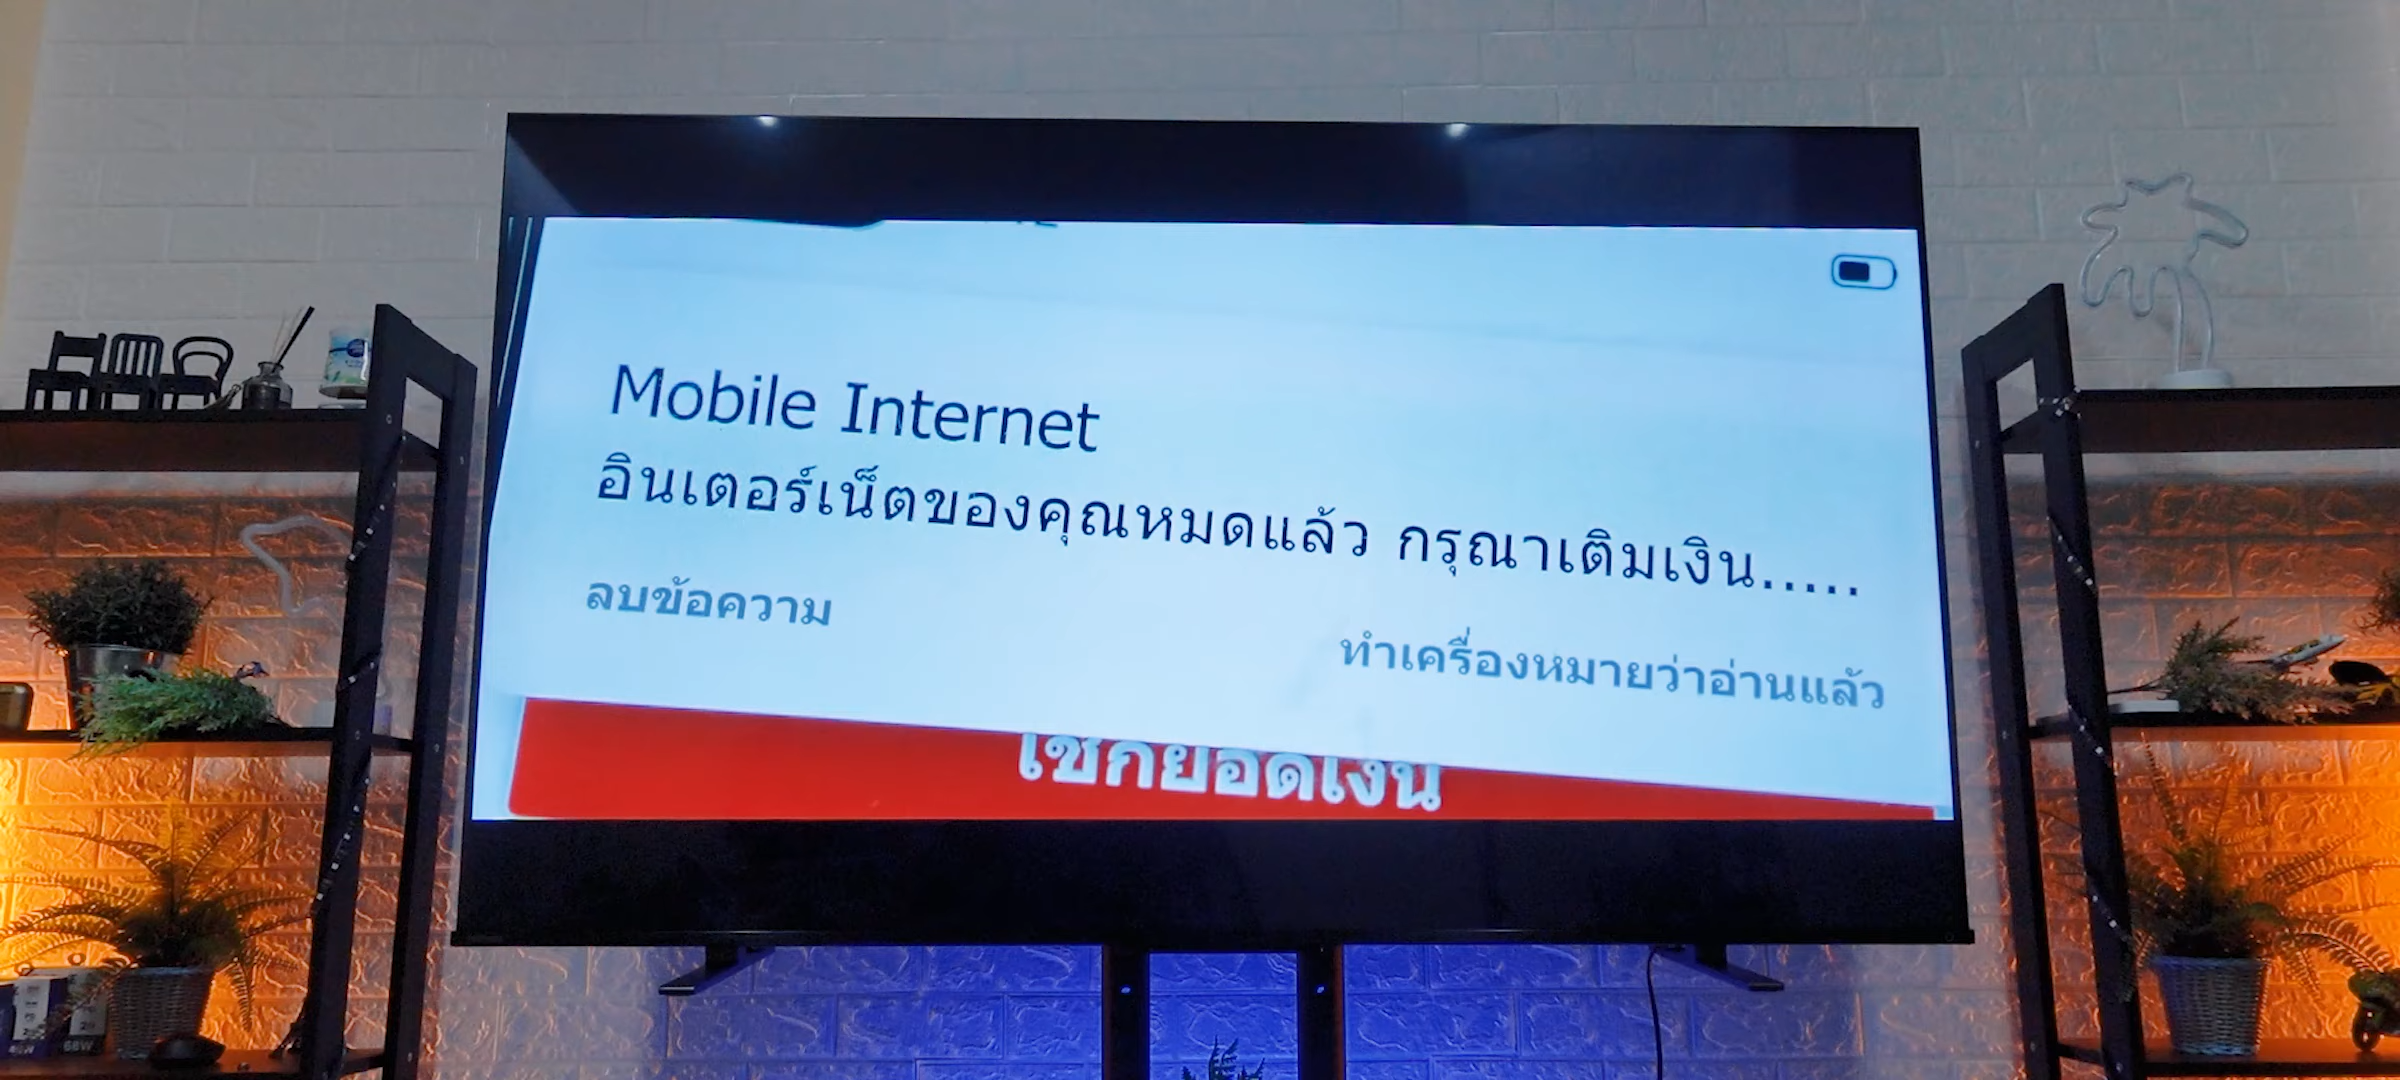 Mobile Internet
อินเตอร์เน็ตของคุณหมดแล้ว กรุณาเติมเงิน.....
ลบข้อความ
ทำเครื่องหมายว่าอ่านแล้ว
เช็กยอดเงิน
68W